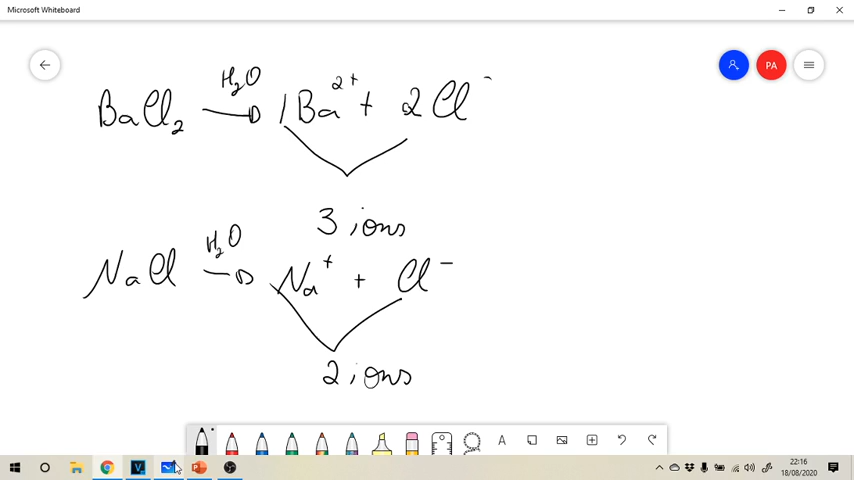 Microsoft Whiteboard
PA
H₂O
BaCl₂ → 1Ba²⁺ + 2Cl⁻
3 ions
H₂O
NaCl → Na⁺ + Cl⁻
2 ions
A
22:16
18/08/2020